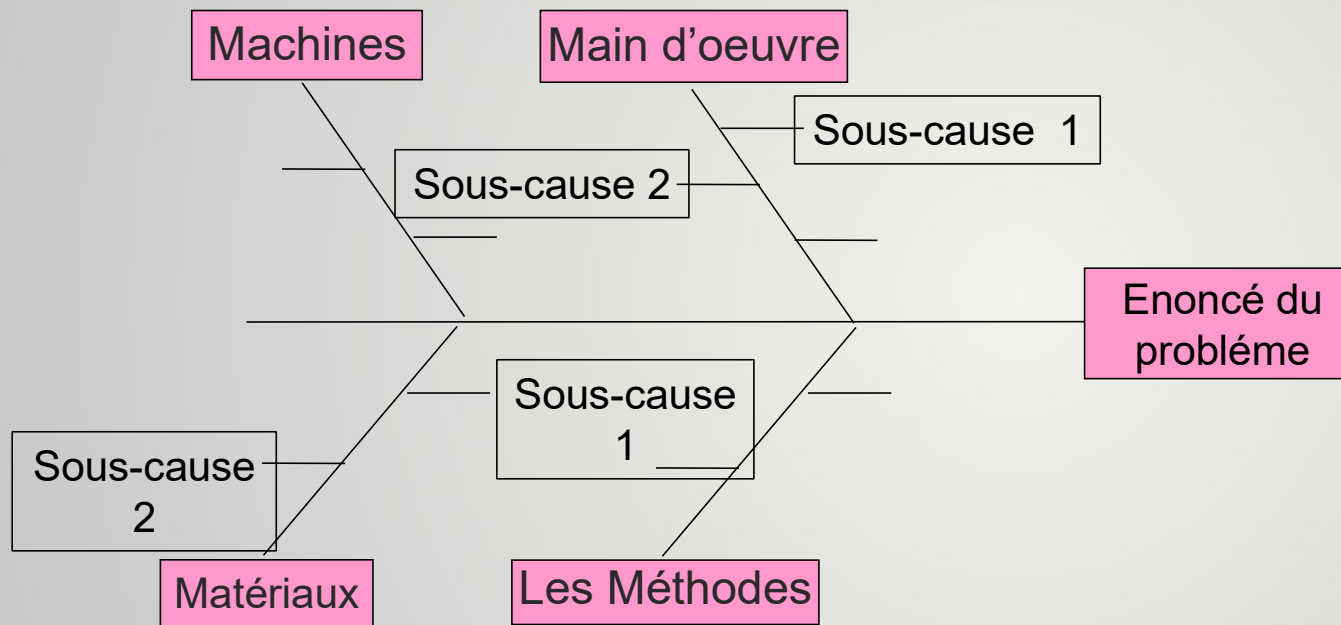 Machines
Main d’oeuvre
Sous-cause 1
Sous-cause 2
Enoncé du
probléme
Sous-cause
1
Sous-cause
2
Matériaux
Les Méthodes